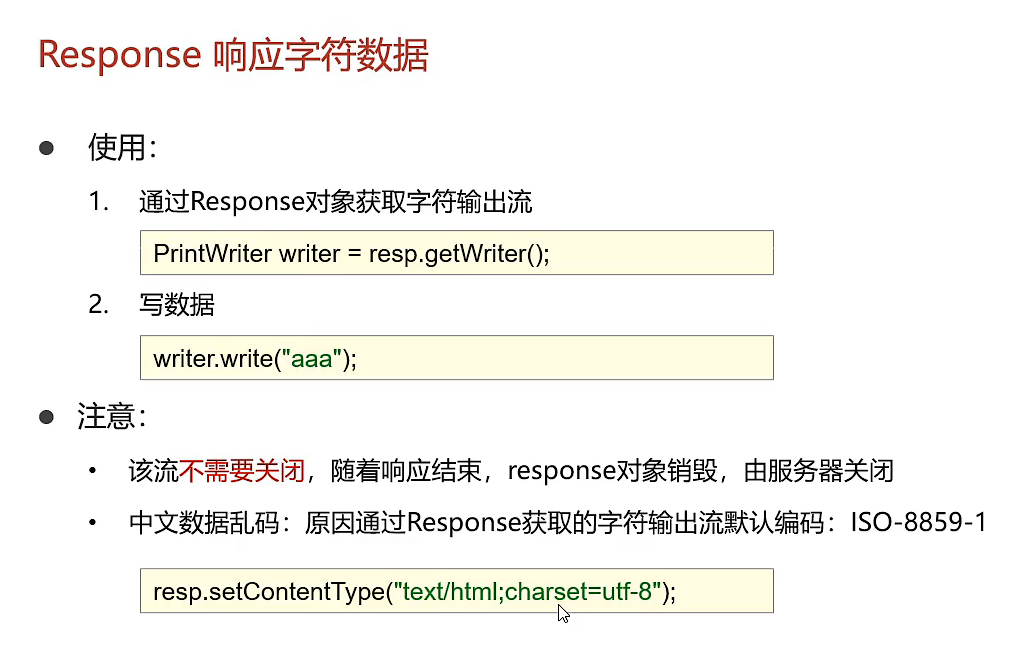 Response 响应字符数据
● 使用：
1. 通过Response对象获取字符输出流
PrintWriter writer = resp.getWriter();
2. 写数据
writer.write("aaa");
● 注意：
• 该流不需要关闭，随着响应结束，response对象销毁，由服务器关闭
• 中文数据乱码：原因通过Response获取的字符输出流默认编码：ISO-8859-1
resp.setContentType("text/html;charset=utf-8");